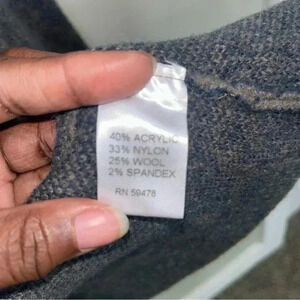 40% ACRYLIC
33% NYLON
25% WOOL
2% SPANDEX
RN 59478